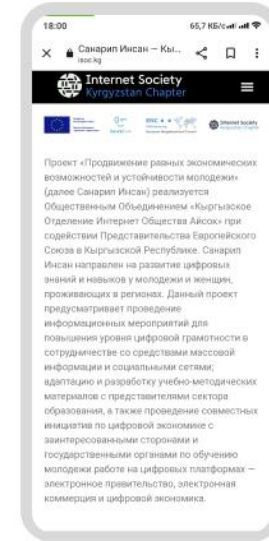 18:00
65,7 КБ/с
Санарип Инсан — Кы...
isoc.kg
Internet Society
Kyrgyzstan Chapter
Internet Society
Проект «Продвижение равных экономических
возможностей и устойчивости молодежи»
(далее Санарип Инсан) реализуется
Общественным Объединением «Кыргызское
Отделение Интернет Общества Айсок» при
содействии Представительства Европейского
Союза в Кыргызской Республике. Санарип
Инсан направлен на развитие цифровых
знаний и навыков у молодежи и женщин,
проживающих в регионах. Данный проект
предусматривает проведение
информационных мероприятий для
повышения уровня цифровой грамотности в
сотрудничестве со средствами массовой
информации и социальными сетями;
адаптацию и разработку учебно-методических
материалов с представителями сектора
образования, а также проведение совместных
инициатив по цифровой экономике с
заинтересованными сторонами и
государственными органами по обучению
молодежи работе на цифровых платформах —
электронное правительство, электронная
коммерция и цифровой экономика.